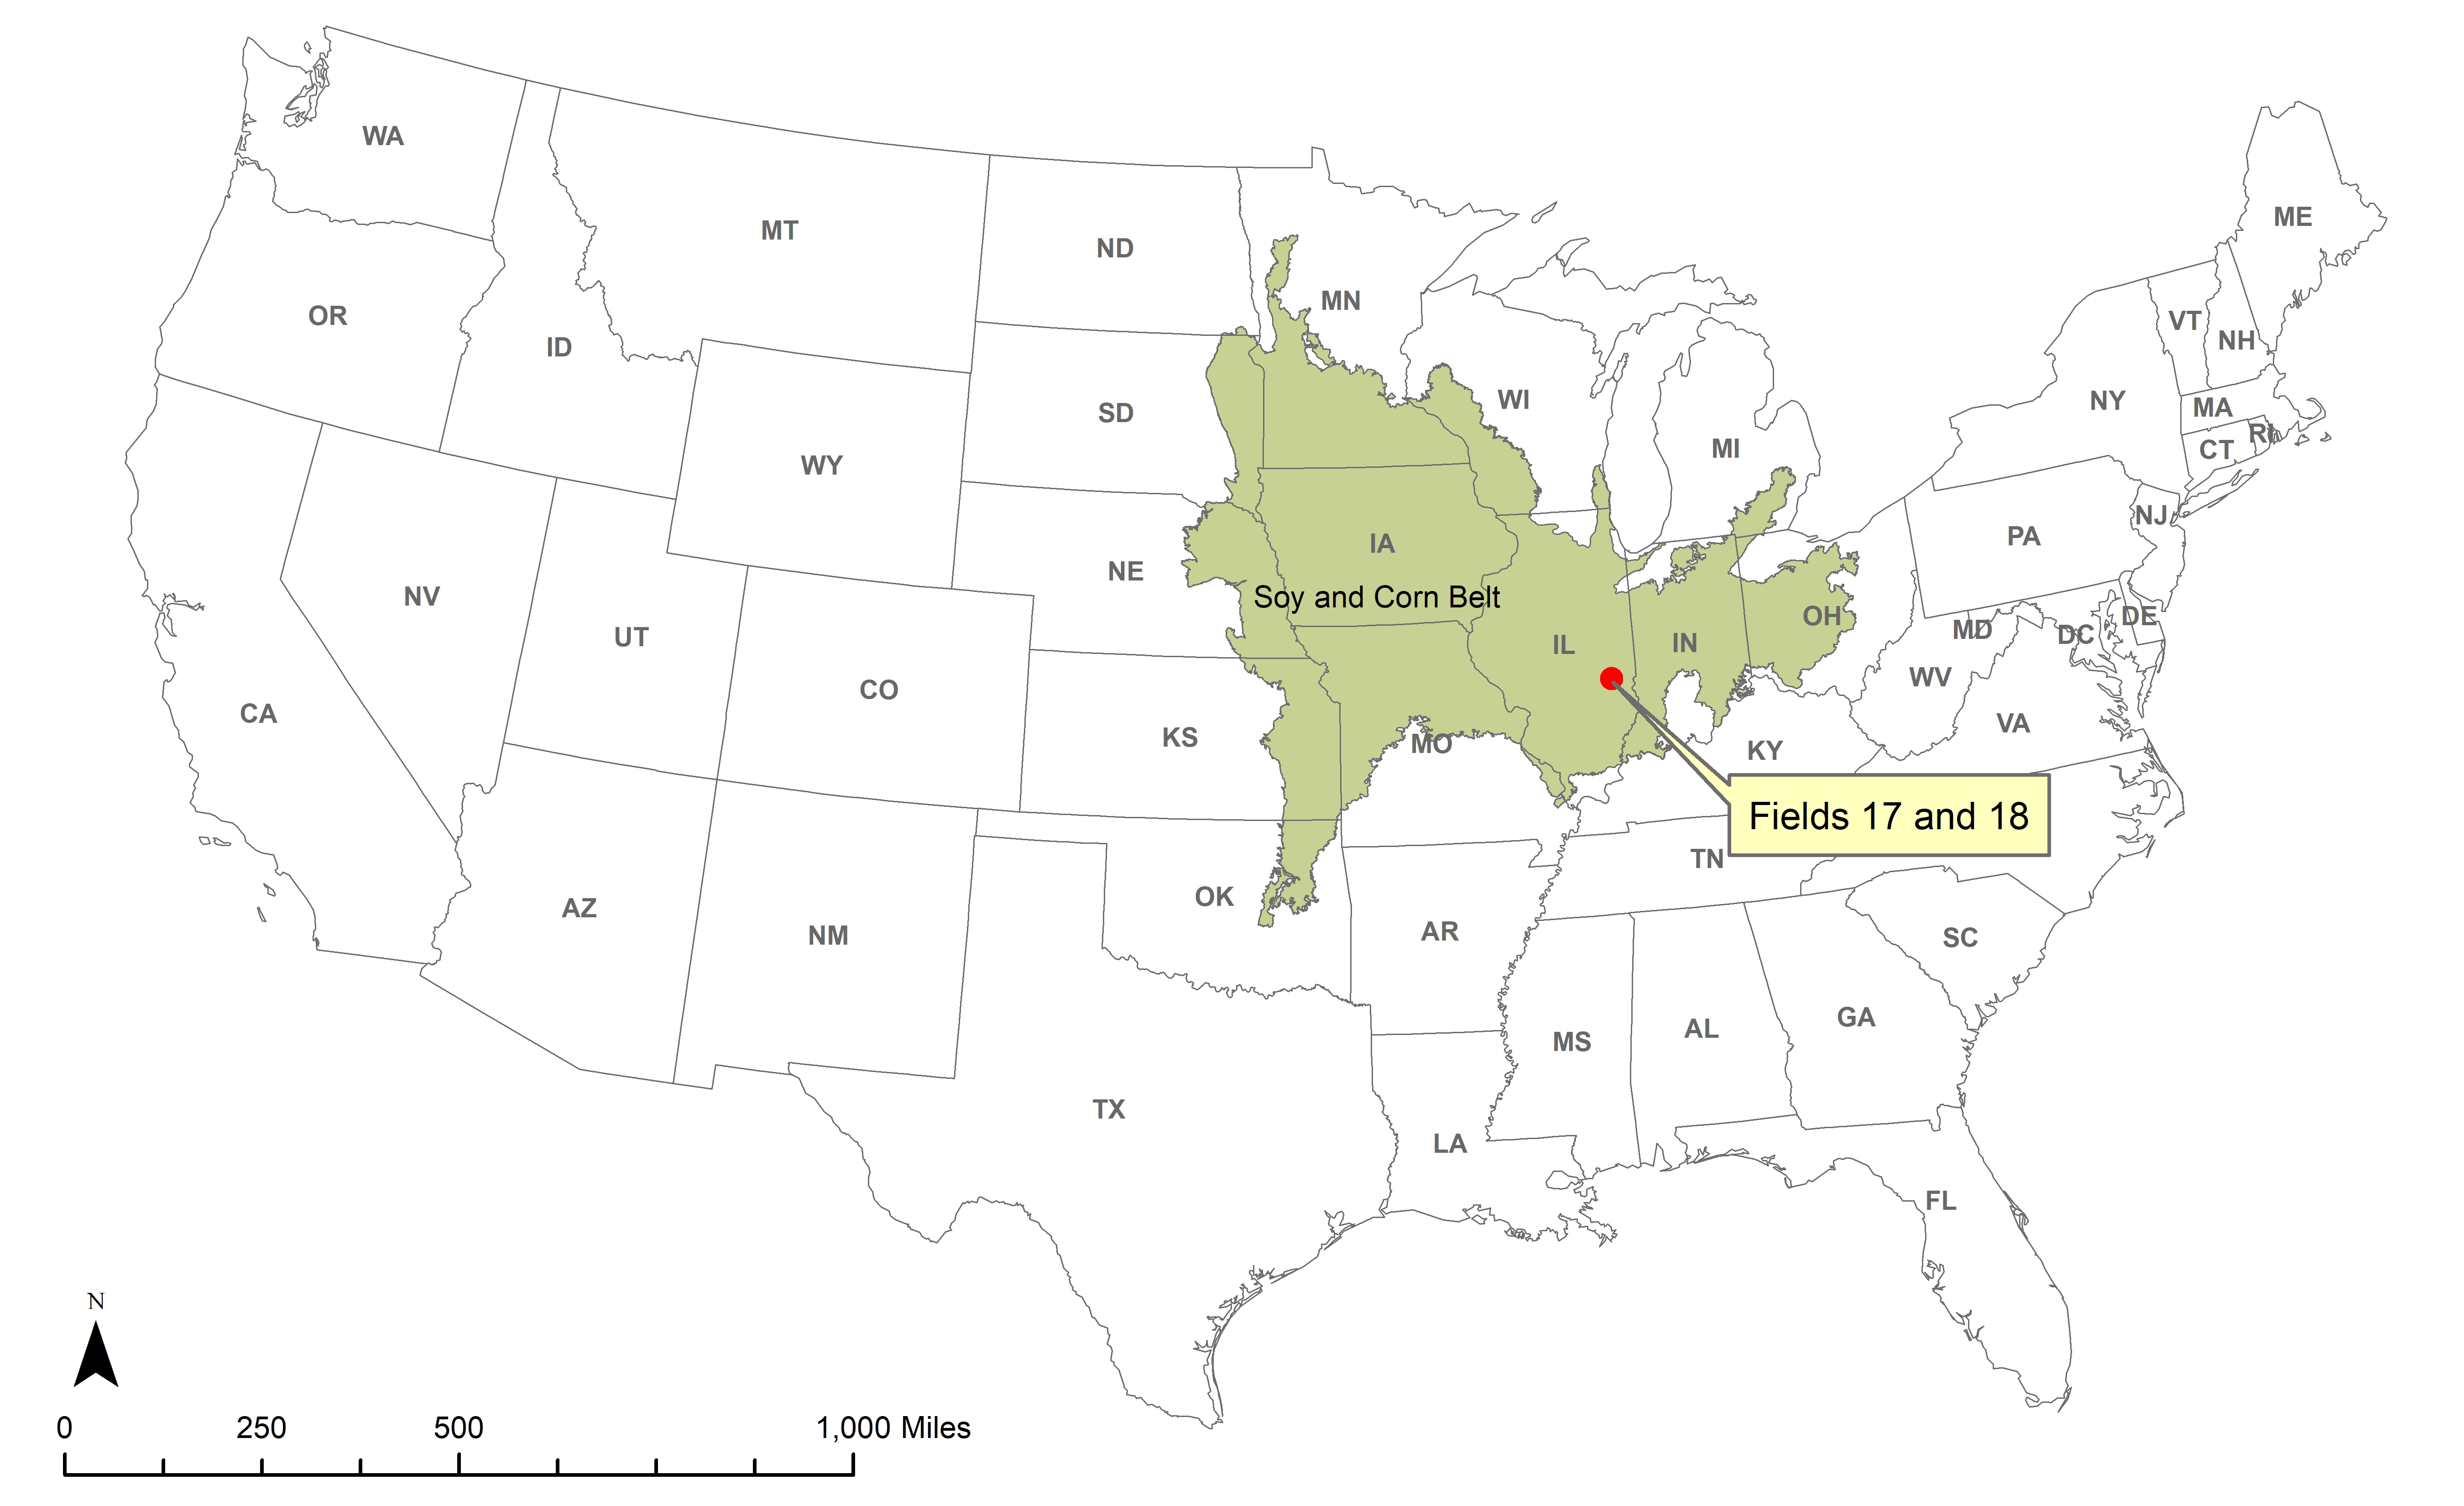 WA
MT
ND
ME
MN
OR
VT
NH
ID
WI
NY
MA
SD
RI
CT
MI
WY
NJ
PA
IA
NE
Soy and Corn Belt
NV
OH
DE
MD
DC
UT
IL
IN
WV
CO
CA
VA
KS
MO
KY
Fields 17 and 18
TN
OK
AZ
AR
NM
SC
GA
AL
MS
TX
LA
FL
N
0 250 500 1,000 Miles